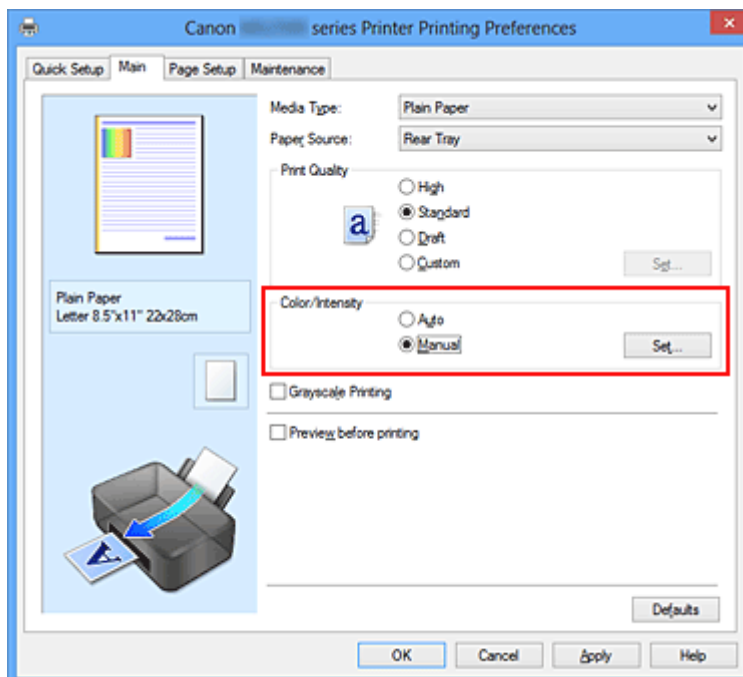 Canon series Printer Printing Preferences
Quick Setup Main Page Setup Maintenance
Media Type: Plain Paper
Paper Source: Rear Tray
Print Quality
High
Standard
Draft
Custom
Set...
a
Plain Paper
Letter 8.5"x11" 22x28cm
Color/Intensity
Auto
Manual
Set...
Grayscale Printing
Preview before printing
A
Defaults
OK Cancel Apply Help